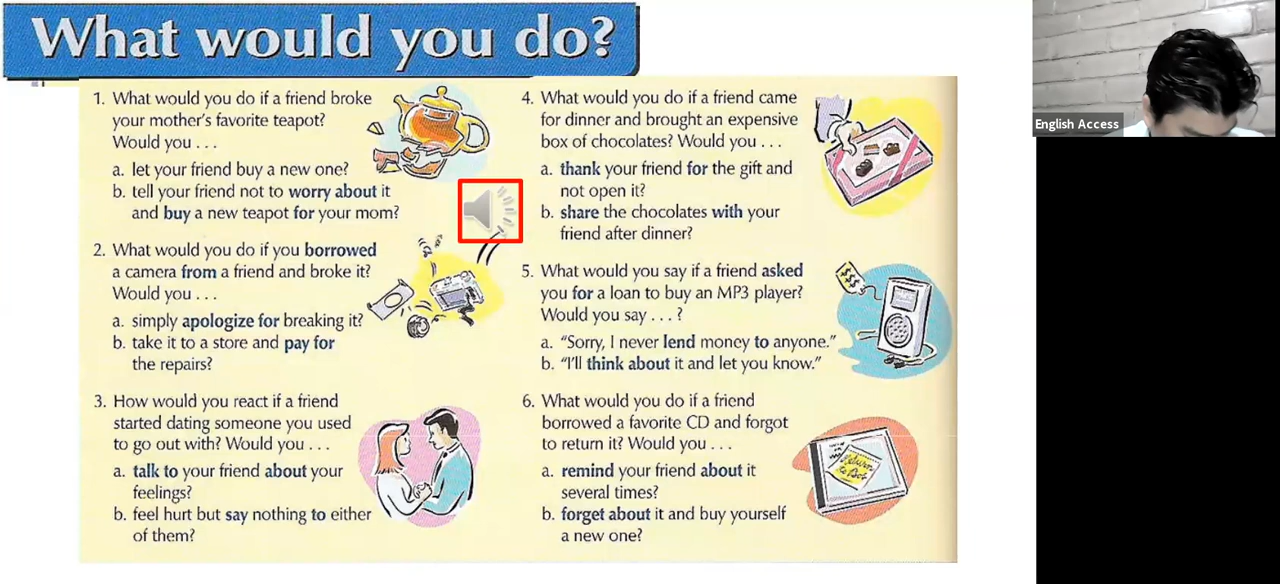 What would you do?
1. What would you do if a friend broke
your mother's favorite teapot?
Would you . . .
a. let your friend buy a new one?
b. tell your friend not to worry about it
and buy a new teapot for your mom?
2. What would you do if you borrowed
a camera from a friend and broke it?
Would you . . .
a. simply apologize for breaking it?
b. take it to a store and pay for
the repairs?
3. How would you react if a friend
started dating someone you used
to go out with? Would you . . .
a. talk to your friend about your
feelings?
b. feel hurt but say nothing to either
of them?
4. What would you do if a friend came
for dinner and brought an expensive
box of chocolates? Would you . . .
a. thank your friend for the gift and
not open it?
b. share the chocolates with your
friend after dinner?
5. What would you say if a friend asked
you for a loan to buy an MP3 player?
Would you say . . . ?
a. "Sorry, I never lend money to anyone."
b. "I'll think about it and let you know."
$$$
6. What would you do if a friend
borrowed a favorite CD and forgot
to return it? Would you . . .
a. remind your friend about it
several times?
b. forget about it and buy yourself
a new one?
English Access